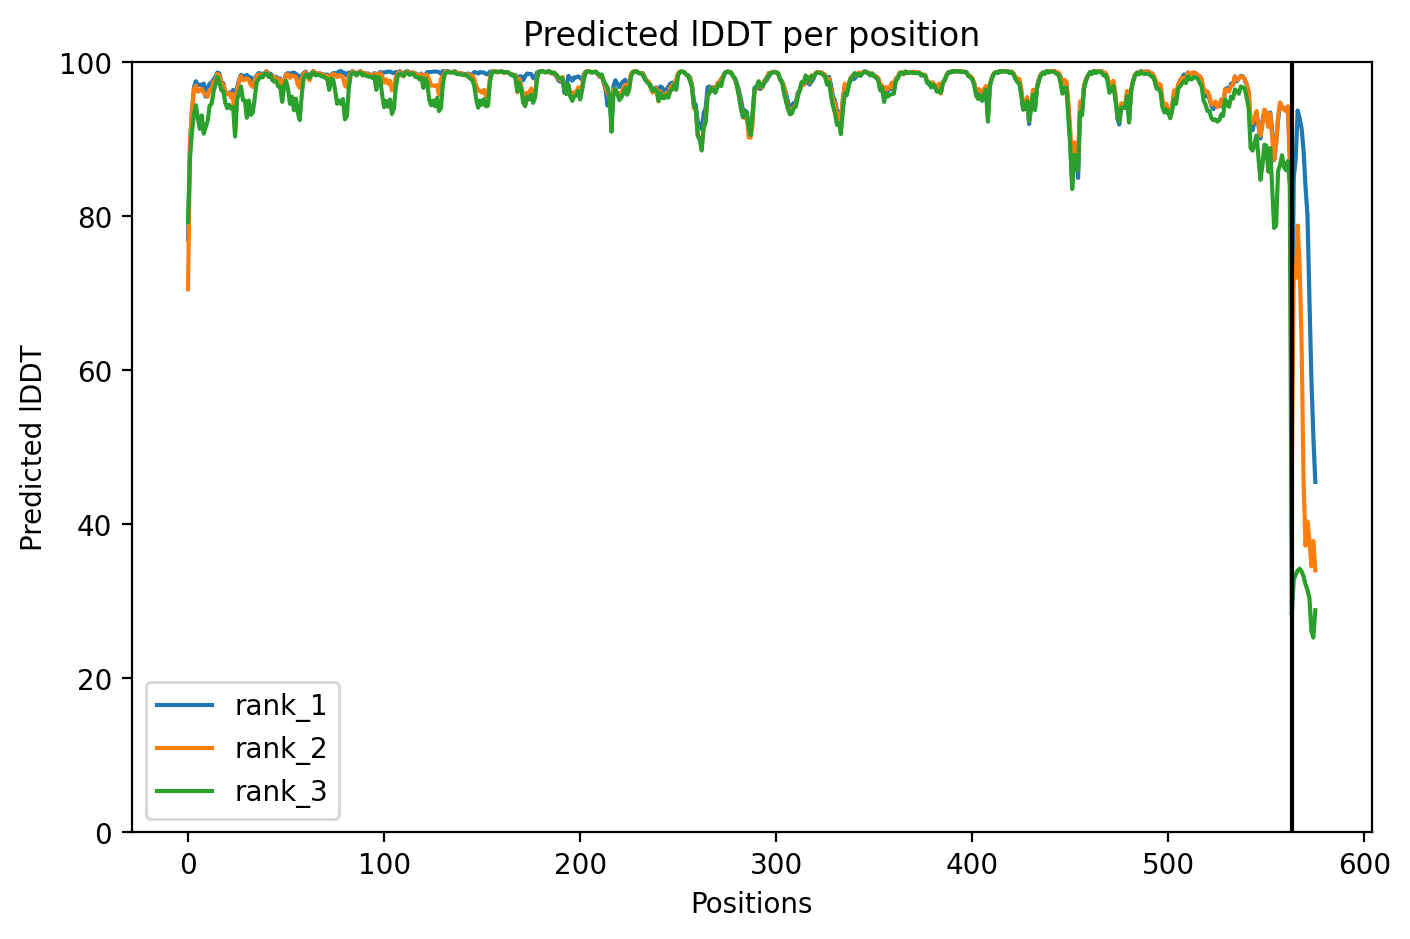 Predicted lDDT per position
100
80
60
40
20
0
Predicted lDDT
rank_1
rank_2
rank_3
0 100 200 300 400 500 600
Positions